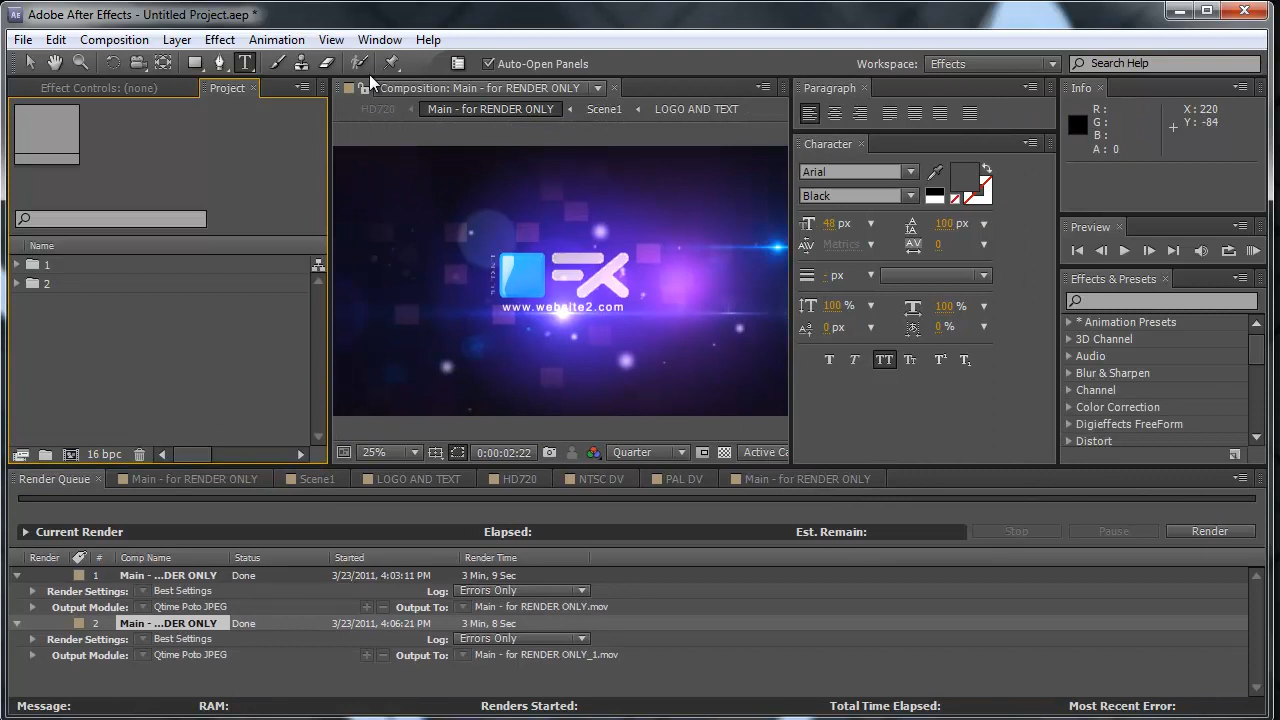 Adobe After Effects - Untitled Project.aep *
File Edit Composition Layer Effect Animation View Window Help
Auto-Open Panels
Workspace: Effects
Search Help
Effect Controls: (none)
Project
Composition: Main - for RENDER ONLY
HD720 Main - for RENDER ONLY Scene1 LOGO AND TEXT
Name
1
2
16 bpc
www.website2.com
25%
0:00:02:22
Quarter
Active Ca
Paragraph
Character
Arial
Black
48 px
100 px
Metrics
0
- px
100 %
100 %
0 px
0 %
T T TT Tt T¹ T₁
Info
R :
G :
B :
A : 0
X : 220
Y : -84
Preview
Effects & Presets
* Animation Presets
3D Channel
Audio
Blur & Sharpen
Channel
Color Correction
Digieffects FreeForm
Distort
Render Queue
Main - for RENDER ONLY
Scene1
LOGO AND TEXT
HD720
NTSC DV
PAL DV
Main - for RENDER ONLY
Current Render
Elapsed:
Est. Remain:
Stop
Pause
Render
Render # Comp Name Status Started Render Time
1 Main - ...DER ONLY Done 3/23/2011, 4:03:11 PM 3 Min, 9 Sec
Render Settings: Best Settings Log: Errors Only
Output Module: Qtime Poto JPEG Output To: Main - for RENDER ONLY.mov
2 Main - ...DER ONLY Done 3/23/2011, 4:06:21 PM 3 Min, 8 Sec
Render Settings: Best Settings Log: Errors Only
Output Module: Qtime Poto JPEG Output To: Main - for RENDER ONLY_1.mov
Message: RAM: Renders Started: Total Time Elapsed: Most Recent Error: